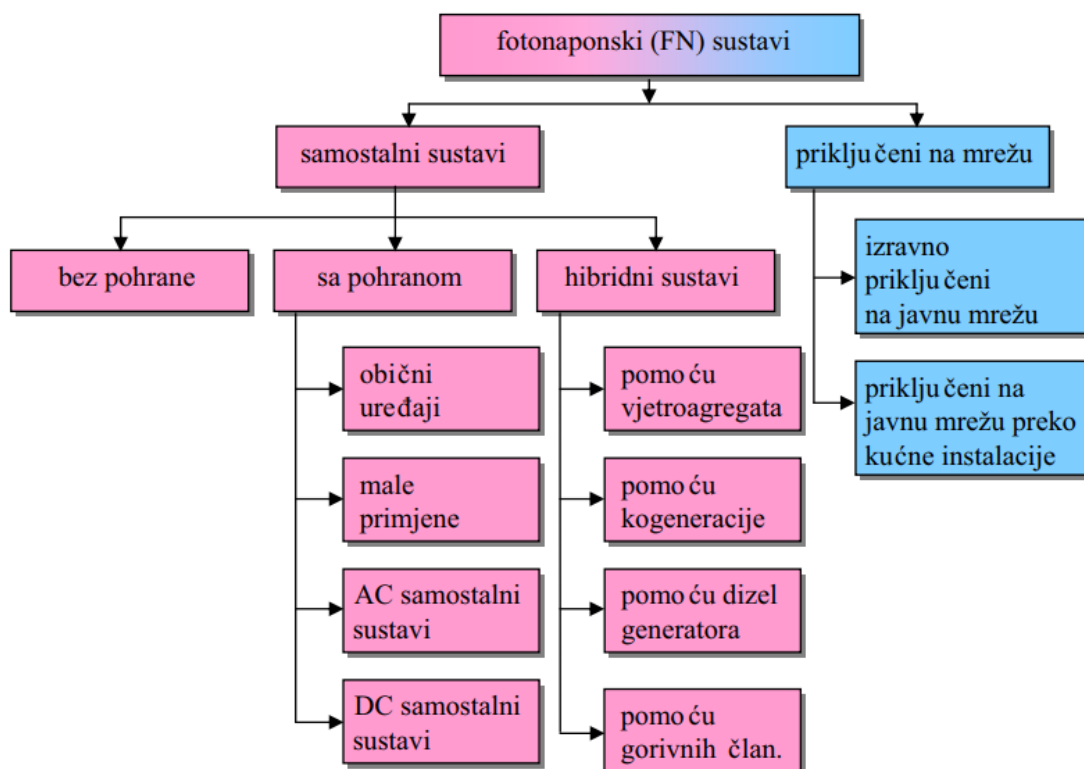 fotonaponski (FN) sustavi
samostalni sustavi
priključeni na mrežu
bez pohrane
sa pohranom
hibridni sustavi
izravno
priključeni
na javnu mrežu
obični
uređaji
pomoću
vjetroagregata
priključeni na
javnu mrežu preko
kućne instalacije
male
primjene
pomoću
kogeneracije
AC samostalni
sustavi
pomoću dizel
generatora
DC samostalni
sustavi
pomoću
gorivnih član.